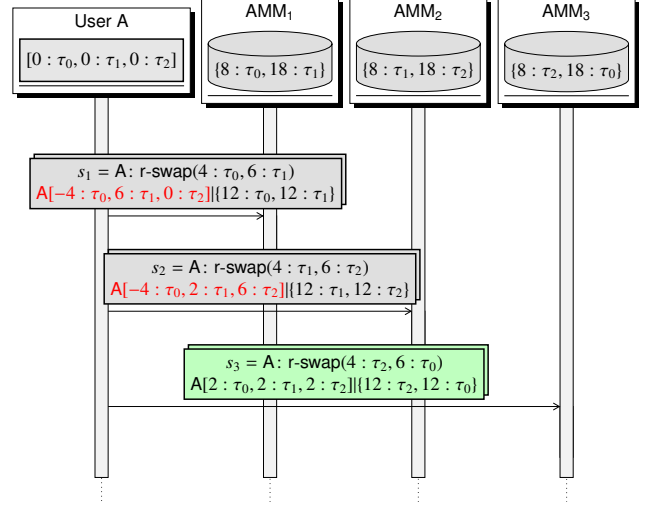 User A
AMM₁
AMM₂
AMM₃
[0 : τ₀, 0 : τ₁, 0 : τ₂]
{8 : τ₀, 18 : τ₁}
{8 : τ₁, 18 : τ₂}
{8 : τ₂, 18 : τ₀}
s₁ = A: r-swap(4 : τ₀, 6 : τ₁)
A[−4 : τ₀, 6 : τ₁, 0 : τ₂]|{12 : τ₀, 12 : τ₁}
s₂ = A: r-swap(4 : τ₁, 6 : τ₂)
A[−4 : τ₀, 2 : τ₁, 6 : τ₂]|{12 : τ₁, 12 : τ₂}
s₃ = A: r-swap(4 : τ₂, 6 : τ₀)
A[2 : τ₀, 2 : τ₁, 2 : τ₂]|{12 : τ₂, 12 : τ₀}